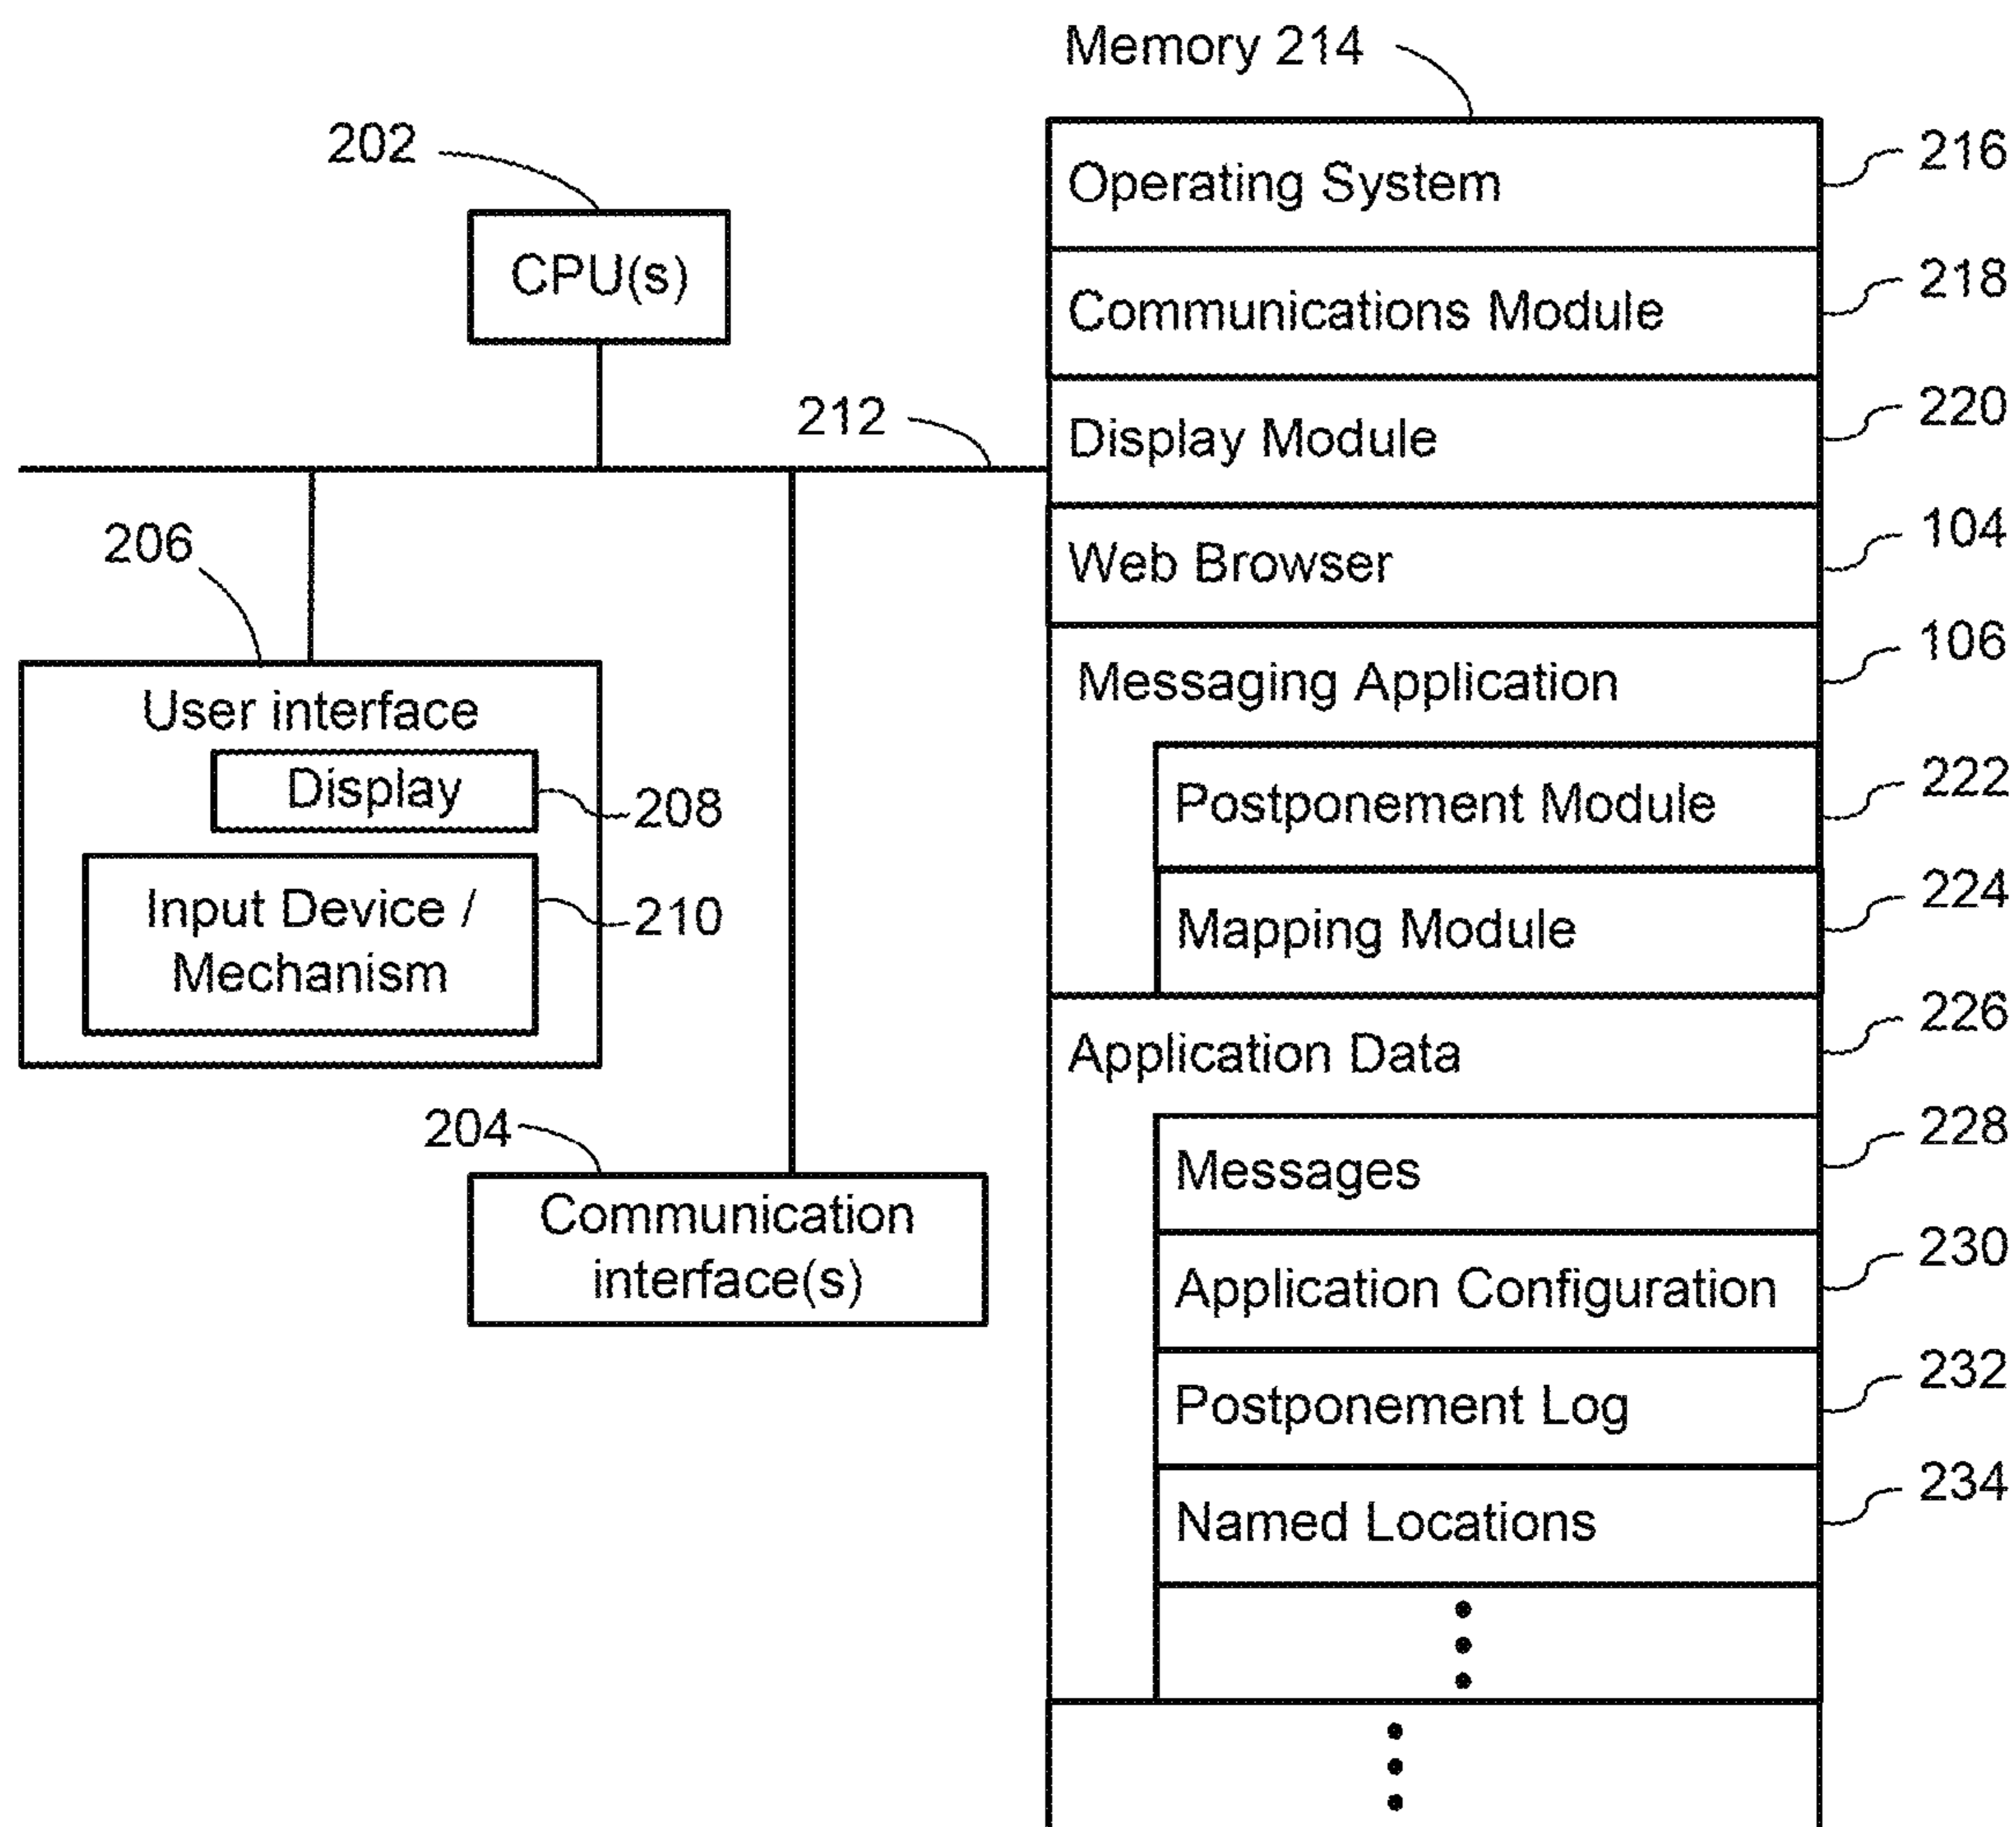 Memory 214
202
CPU(s)
212
206
User interface
Display
208
Input Device /
Mechanism
210
204
Communication
interface(s)
Operating System
216
Communications Module
218
Display Module
220
Web Browser
104
Messaging Application
106
Postponement Module
222
Mapping Module
224
Application Data
226
Messages
228
Application Configuration
230
Postponement Log
232
Named Locations
234